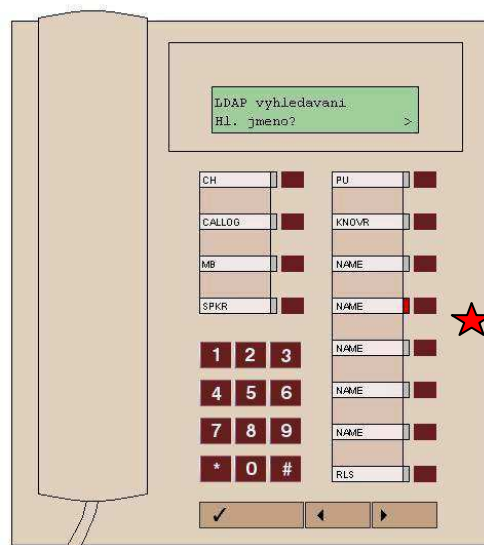 LDAP vyhledavani
Hl. jmeno? >
CH
CALLOG
MB
SPKR
PU
KNOVR
NAME
NAME
NAME
NAME
NAME
RLS
1 2 3
4 5 6
7 8 9
* 0 #